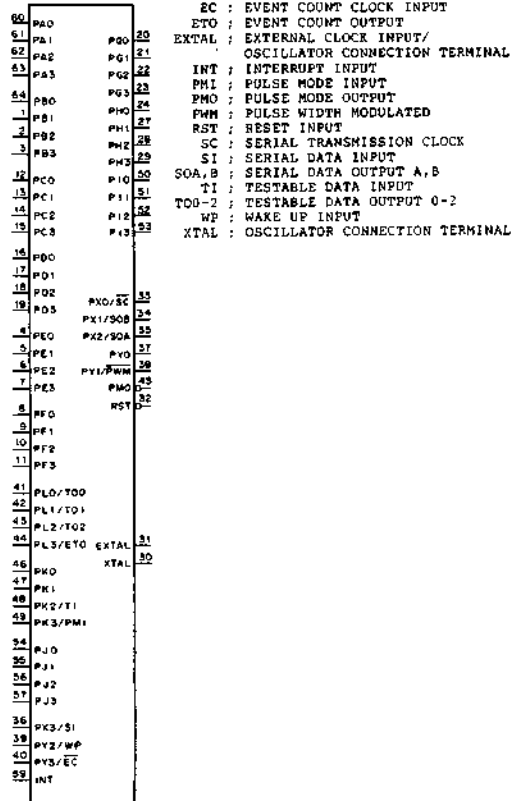 60 PA0
61 PA1
62 PA2
63 PA3
64 PB0
1 PB1
2 PB2
3 PB3
12 PC0
13 PC1
14 PC2
15 PC3
16 PD0
17 PD1
18 PD2
19 PD3
4 PE0
5 PE1
6 PE2
7 PE3
8 PF0
9 PF1
10 PF2
11 PF3
41 PL0/TO0
42 PL1/TO1
43 PL2/TO2
44 PL3/ETO
46 PK0
47 PK1
48 PK2/TI
49 PK3/PMI
54 PJ0
55 PJ1
56 PJ2
57 PJ3
36 PX3/SI
39 PY2/WP
40 PY3/EC
59 INT
PG0 20
PG1 21
PG2 22
PG3 23
PH0 24
PH1 27
PH2 28
PH3 29
PI0 50
PI1 51
PI2 52
PI3 53
PX0/SC 33
PX1/SOB 34
PX2/SOA 35
PY0 37
PY1/PWM 38
PMO
RST 32
EXTAL 31
XTAL 30
EC ; EVENT COUNT CLOCK INPUT
ETO ; EVENT COUNT OUTPUT
EXTAL ; EXTERNAL CLOCK INPUT/
OSCILLATOR CONNECTION TERMINAL
INT ; INTERRUPT INPUT
PMI ; PULSE MODE INPUT
PMO ; PULSE MODE OUTPUT
PWM ; PULSE WIDTH MODULATED
RST ; RESET INPUT
SC ; SERIAL TRANSMISSION CLOCK
SI ; SERIAL DATA INPUT
SOA,B ; SERIAL DATA OUTPUT A,B
TI ; TESTABLE DATA INPUT
TO0-2 ; TESTABLE DATA OUTPUT 0-2
WP ; WAKE UP INPUT
XTAL ; OSCILLATOR CONNECTION TERMINAL